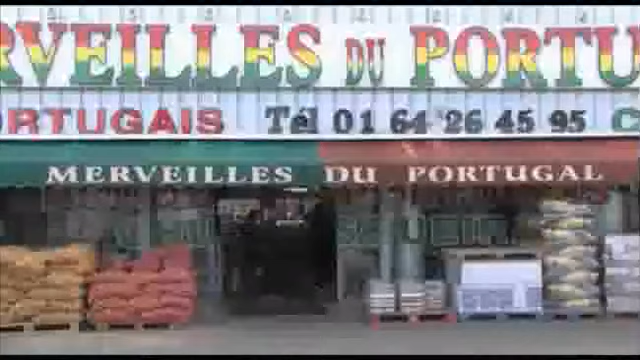 RVEILLES DU PORTU
ORTUGAIS Tél 01 64 26 45 95 C
MERVEILLES DU PORTUGAL